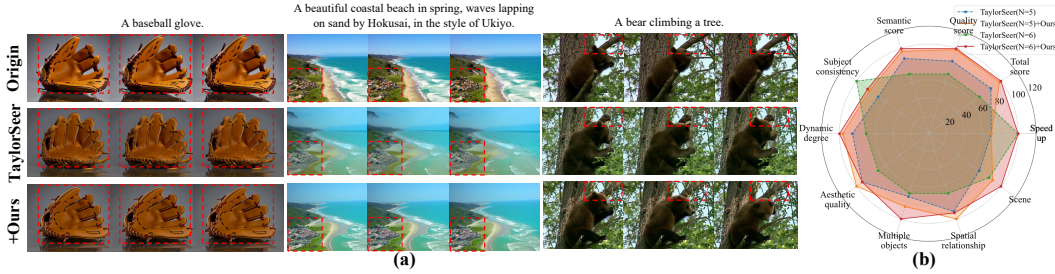 A baseball glove.
A beautiful coastal beach in spring, waves lapping
on sand by Hokusai, in the style of Ukiyo.
A bear climbing a tree.
Origin
TaylorSeer
+Ours
(a)
TaylorSeer(N=5)
TaylorSeer(N=5)+Ours
TaylorSeer(N=6)
TaylorSeer(N=6)+Ours
Semantic
score
Quality
score
Subject
consistency
Total
score
120
100
80
60
40
20
Dynamic
degree
Speed
up
Aesthetic
quality
Scene
Multiple
objects
Spatial
relationship
(b)